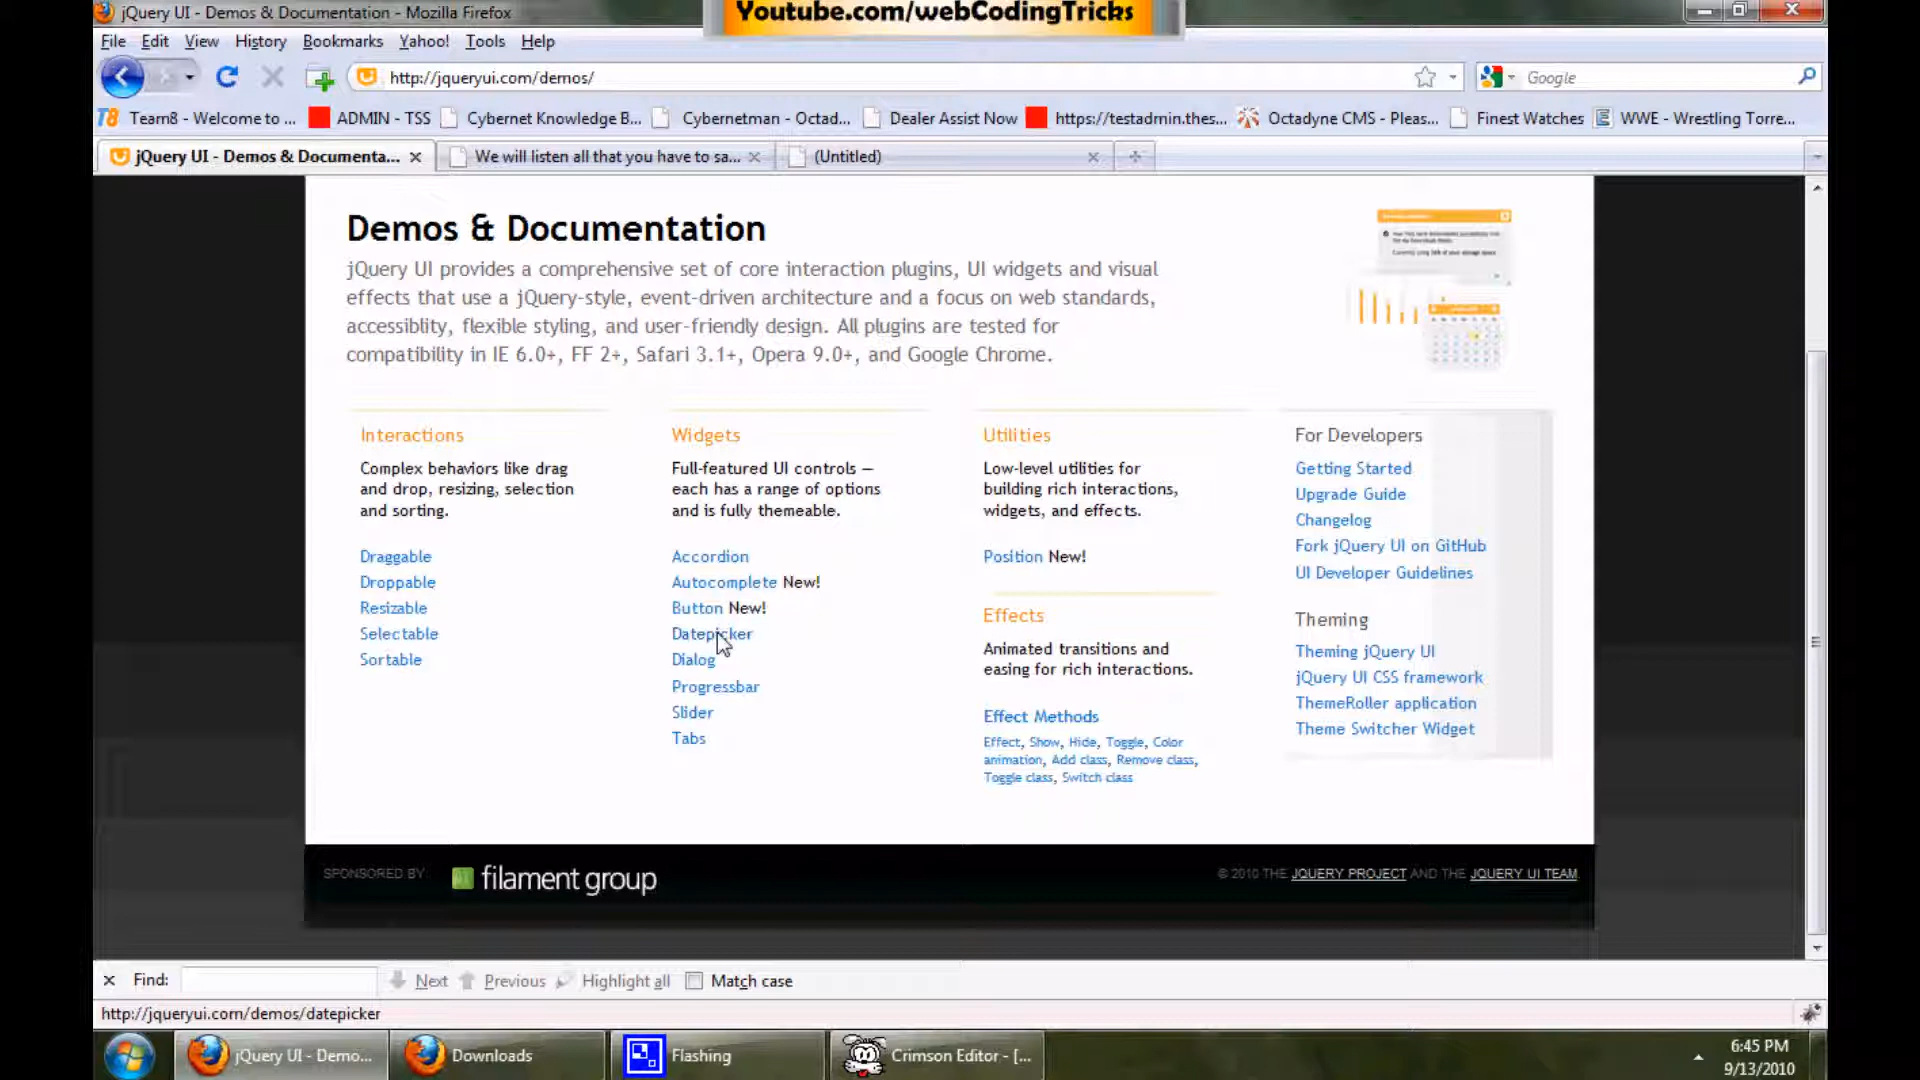 jQuery UI - Demos & Documentation - Mozilla Firefox
Youtube.com/webCodingTricks
File Edit View History Bookmarks Yahoo! Tools Help
http://jqueryui.com/demos/
Google
Team8 - Welcome to ... ADMIN - TSS Cybernet Knowledge B... Cybernetman - Octad... Dealer Assist Now https://testadmin.thes... Octadyne CMS - Pleas... Finest Watches WWE - Wrestling Torre...
jQuery UI - Demos & Documenta... We will listen all that you have to sa... (Untitled)
Demos & Documentation
jQuery UI provides a comprehensive set of core interaction plugins, UI widgets and visual
effects that use a jQuery-style, event-driven architecture and a focus on web standards,
accessiblity, flexible styling, and user-friendly design. All plugins are tested for
compatibility in IE 6.0+, FF 2+, Safari 3.1+, Opera 9.0+, and Google Chrome.
Interactions
Complex behaviors like drag
and drop, resizing, selection
and sorting.
Draggable
Droppable
Resizable
Selectable
Sortable
Widgets
Full-featured UI controls —
each has a range of options
and is fully themeable.
Accordion
Autocomplete New!
Button New!
Datepicker
Dialog
Progressbar
Slider
Tabs
Utilities
Low-level utilities for
building rich interactions,
widgets, and effects.
Position New!
Effects
Animated transitions and
easing for rich interactions.
Effect Methods
Effect, Show, Hide, Toggle, Color
animation, Add class, Remove class,
Toggle class, Switch class
For Developers
Getting Started
Upgrade Guide
Changelog
Fork jQuery UI on GitHub
UI Developer Guidelines
Theming
Theming jQuery UI
jQuery UI CSS framework
ThemeRoller application
Theme Switcher Widget
SPONSORED BY filament group
© 2010 THE JQUERY PROJECT AND THE JQUERY UI TEAM
Find: Next Previous Highlight all Match case
http://jqueryui.com/demos/datepicker
jQuery UI - Demo... Downloads Flashing Crimson Editor - [...
6:45 PM
9/13/2010